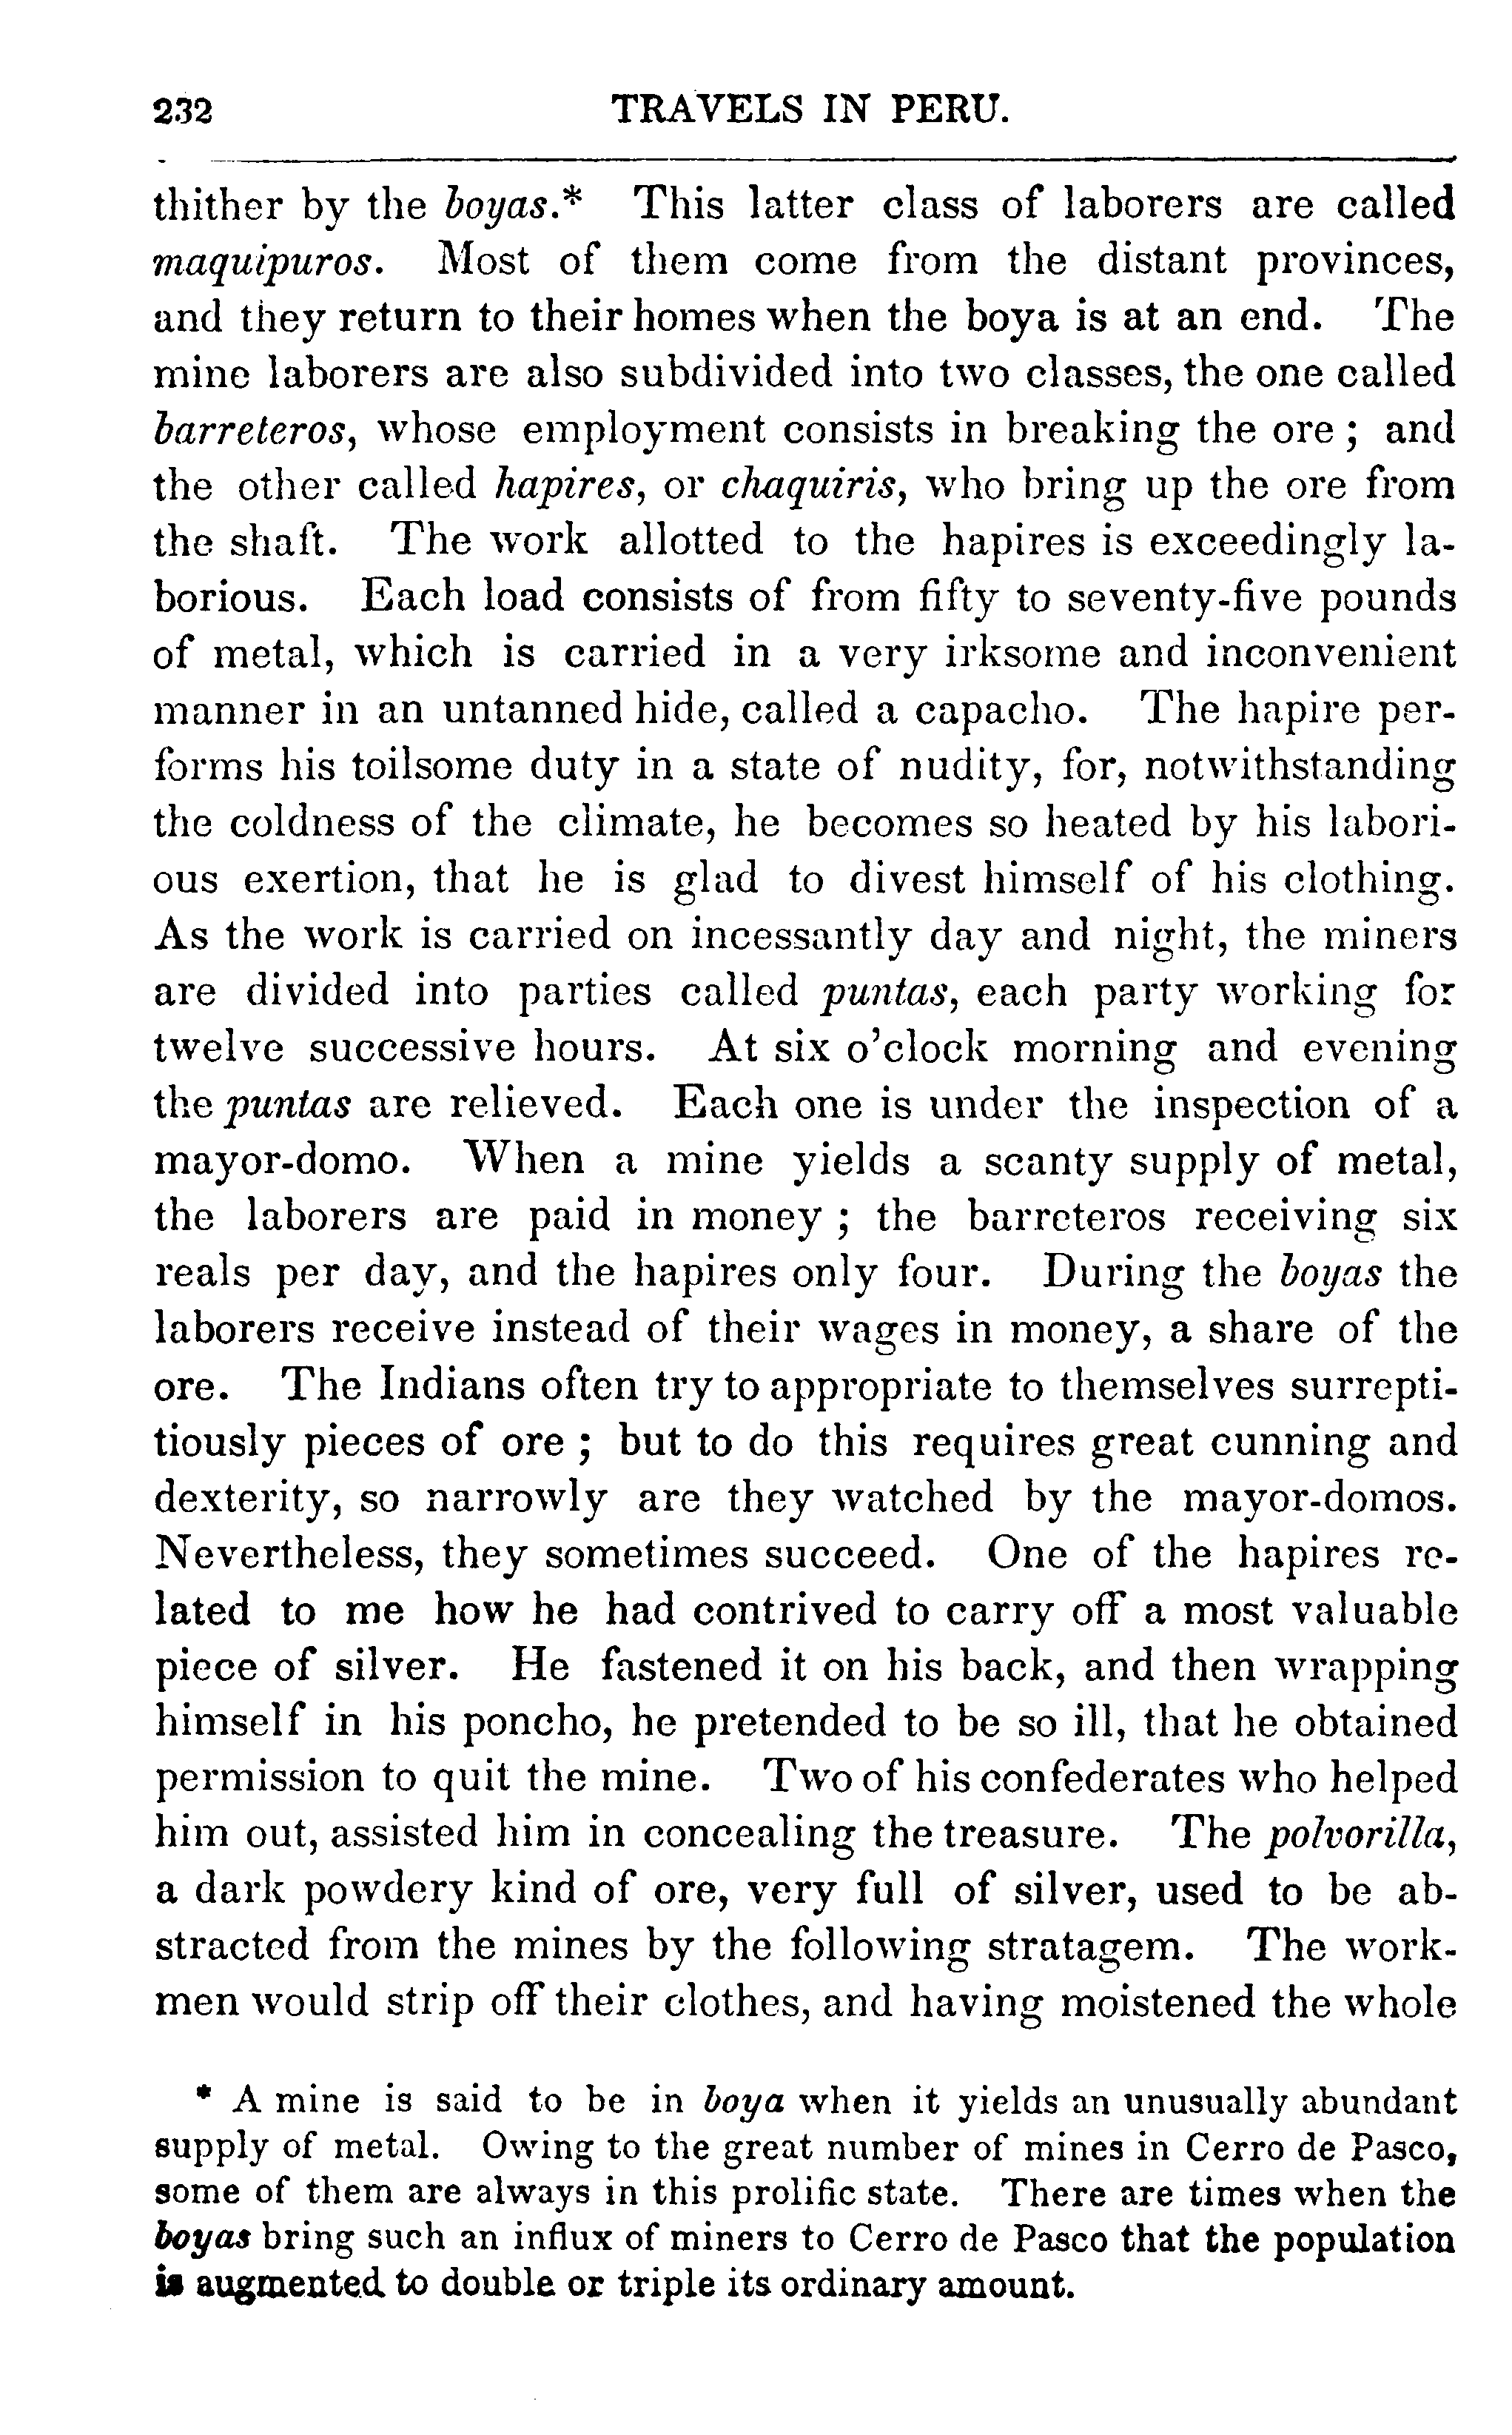 232 TRAVELS IN PERU.
thither by the boyas.* This latter class of laborers are called
maquipuros. Most of them come from the distant provinces,
and they return to their homes when the boya is at an end. The
mine laborers are also subdivided into two classes, the one called
barreteros, whose employment consists in breaking the ore ; and
the other called hapires, or chaquiris, who bring up the ore from
the shaft. The work allotted to the hapires is exceedingly la-
borious. Each load consists of from fifty to seventy-five pounds
of metal, which is carried in a very irksome and inconvenient
manner in an untanned hide, called a capacho. The hapire per-
forms his toilsome duty in a state of nudity, for, notwithstanding
the coldness of the climate, he becomes so heated by his labori-
ous exertion, that he is glad to divest himself of his clothing.
As the work is carried on incessantly day and night, the miners
are divided into parties called puntas, each party working for
twelve successive hours. At six o'clock morning and evening
the puntas are relieved. Each one is under the inspection of a
mayor-domo. When a mine yields a scanty supply of metal,
the laborers are paid in money ; the barreteros receiving six
reals per day, and the hapires only four. During the boyas the
laborers receive instead of their wages in money, a share of the
ore. The Indians often try to appropriate to themselves surrepti-
tiously pieces of ore ; but to do this requires great cunning and
dexterity, so narrowly are they watched by the mayor-domos.
Nevertheless, they sometimes succeed. One of the hapires re-
lated to me how he had contrived to carry off a most valuable
piece of silver. He fastened it on his back, and then wrapping
himself in his poncho, he pretended to be so ill, that he obtained
permission to quit the mine. Two of his confederates who helped
him out, assisted him in concealing the treasure. The polvorilla,
a dark powdery kind of ore, very full of silver, used to be ab-
stracted from the mines by the following stratagem. The work-
men would strip off their clothes, and having moistened the whole
* A mine is said to be in boya when it yields an unusually abundant
supply of metal. Owing to the great number of mines in Cerro de Pasco,
some of them are always in this prolific state. There are times when the
boyas bring such an influx of miners to Cerro de Pasco that the population
is augmented to double or triple its ordinary amount.